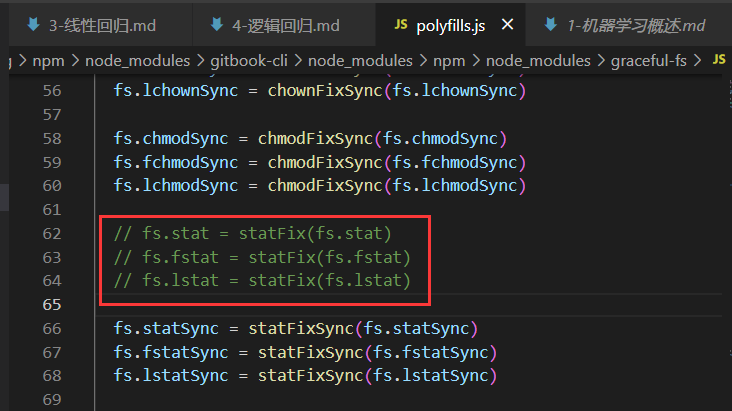 3-线性回归.md 4-逻辑回归.md JS polyfills.js 1-机器学习概述.md
g > npm > node_modules > gitbook-cli > node_modules > npm > node_modules > graceful-fs > JS
56 fs.lchownSync = chownFixSync(fs.lchownSync)
57
58 fs.chmodSync = chmodFixSync(fs.chmodSync)
59 fs.fchmodSync = chmodFixSync(fs.fchmodSync)
60 fs.lchmodSync = chmodFixSync(fs.lchmodSync)
61
62 // fs.stat = statFix(fs.stat)
63 // fs.fstat = statFix(fs.fstat)
64 // fs.lstat = statFix(fs.lstat)
65
66 fs.statSync = statFixSync(fs.statSync)
67 fs.fstatSync = statFixSync(fs.fstatSync)
68 fs.lstatSync = statFixSync(fs.lstatSync)
69